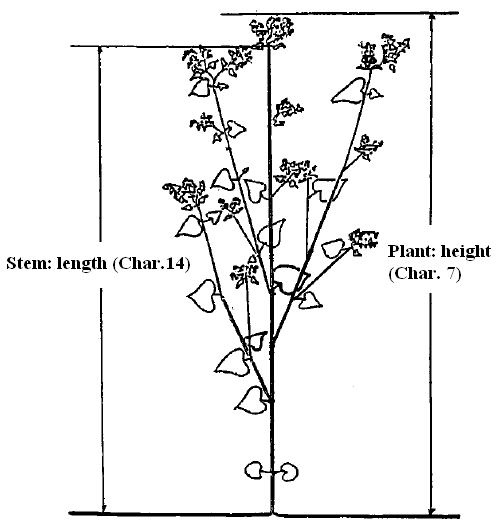 Stem: length (Char.14)
Plant: height
(Char. 7)